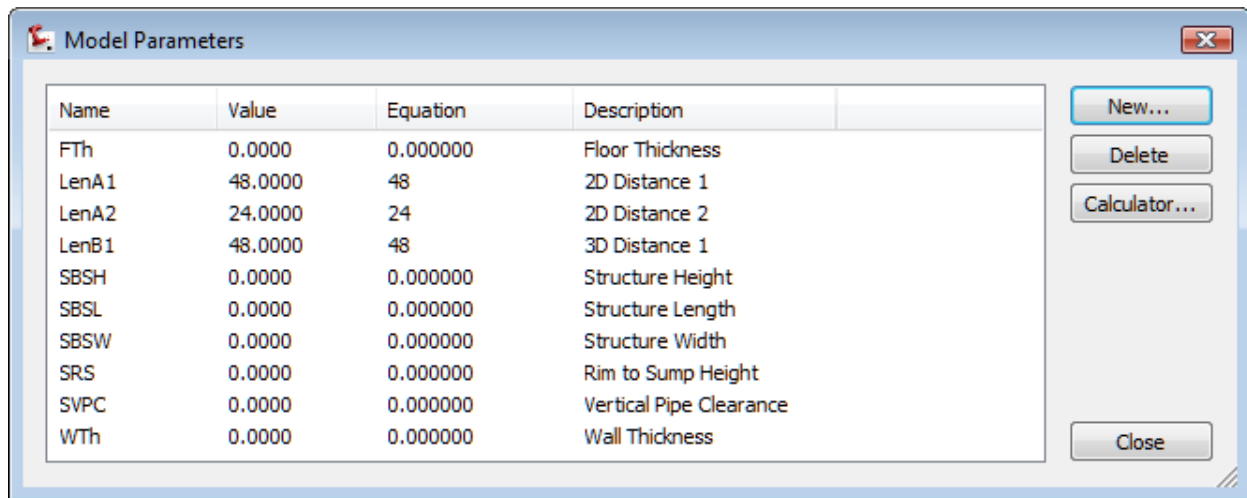 Model Parameters
Name Value Equation Description New...
FTh 0.0000 0.000000 Floor Thickness Delete
LenA1 48.0000 48 2D Distance 1
LenA2 24.0000 24 2D Distance 2 Calculator...
LenB1 48.0000 48 3D Distance 1
SBSH 0.0000 0.000000 Structure Height
SBSL 0.0000 0.000000 Structure Length
SBSW 0.0000 0.000000 Structure Width
SRS 0.0000 0.000000 Rim to Sump Height
SVPC 0.0000 0.000000 Vertical Pipe Clearance
WTh 0.0000 0.000000 Wall Thickness Close